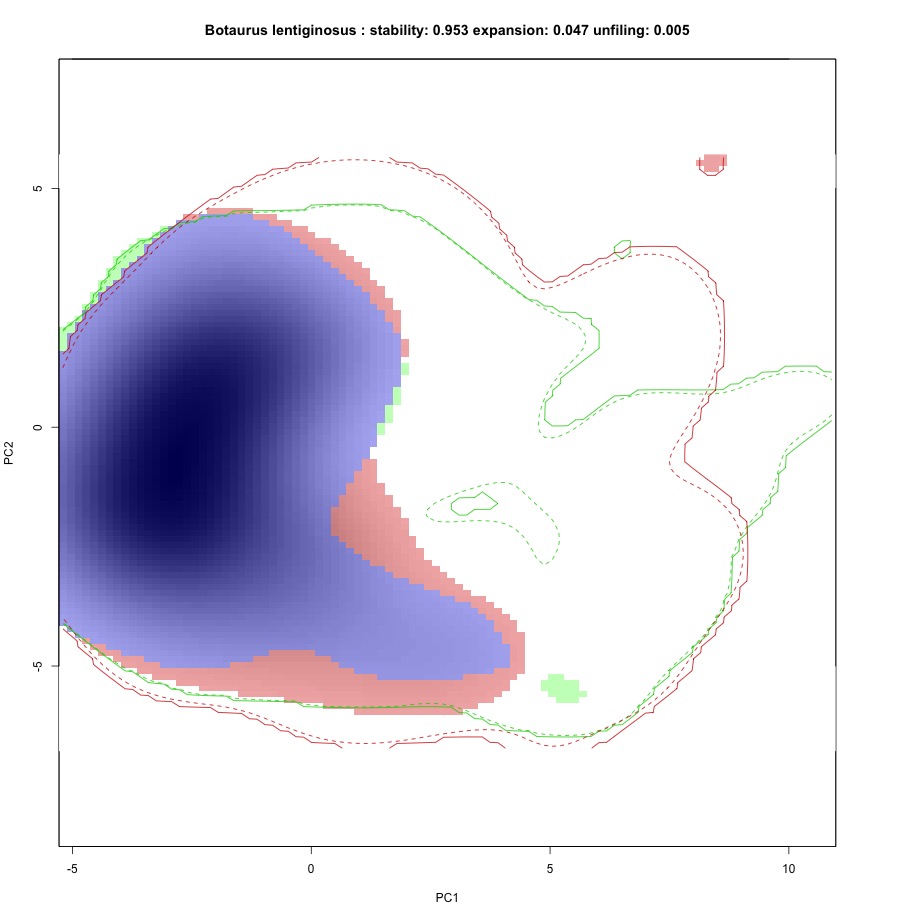 Botaurus lentiginosus : stability: 0.953 expansion: 0.047 unfiling: 0.005
5
0
-5
PC2
-5 0 5 10
PC1